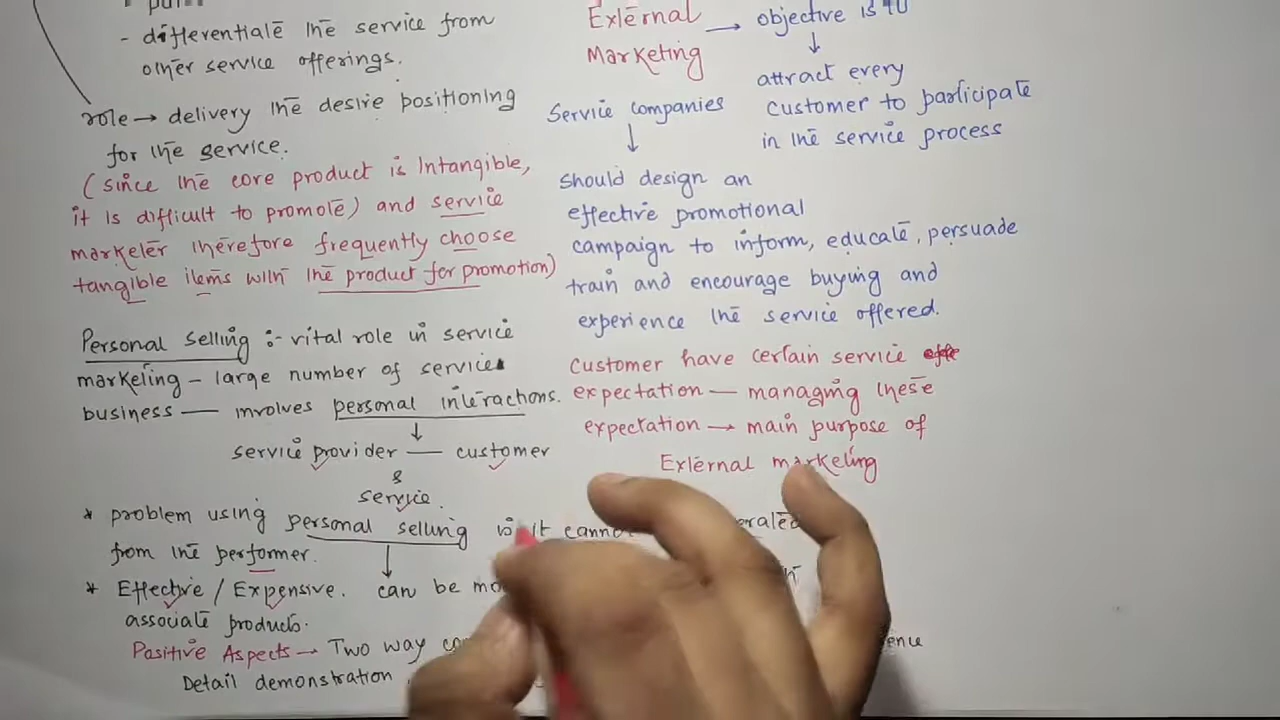 - differentiate the service from
other service offerings.
role → delivery the desire positioning
for the service.
(since the core product is Intangible,
it is difficult to promote) and service
marketer therefore frequently choose
tangible items with the product for promotion)
Personal selling :- vital role in service
marketing - large number of service
business — involves personal interactions.
↓
service provider — customer
&
service.
* problem using personal selling is it
from the performer.
* Effective / Expensive. can be
associate products.
Positive Aspects → Two way
Detail demonstration
External → objective is to
Marketing
↓
attract every
customer to participate
in the service process
Service companies
↓
should design an
effective promotional
campaign to inform, educate, persuade
train and encourage buying and
experience the service offered.
customer have certain service
expectation — managing these
expectation → main purpose of
External marketing